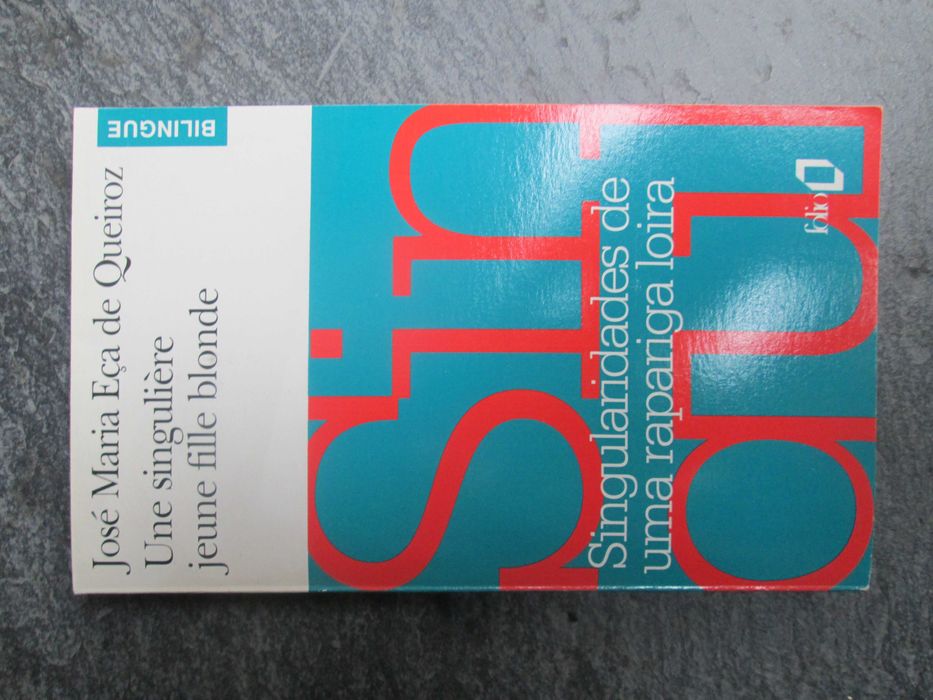 José Maria Eça de Queiroz
Une singulière
jeune fille blonde
BILINGUE
Singularidades de
uma rapariga loira
folio